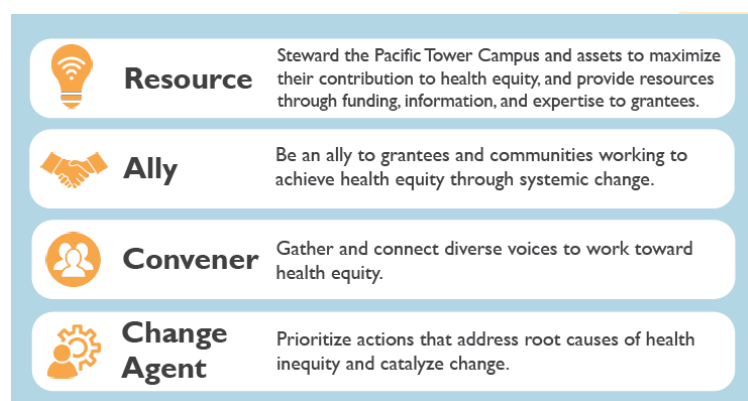 Resource
Steward the Pacific Tower Campus and assets to maximize
their contribution to health equity, and provide resources
through funding, information, and expertise to grantees.
Ally
Be an ally to grantees and communities working to
achieve health equity through systemic change.
Convener
Gather and connect diverse voices to work toward
health equity.
Change
Agent
Prioritize actions that address root causes of health
inequity and catalyze change.